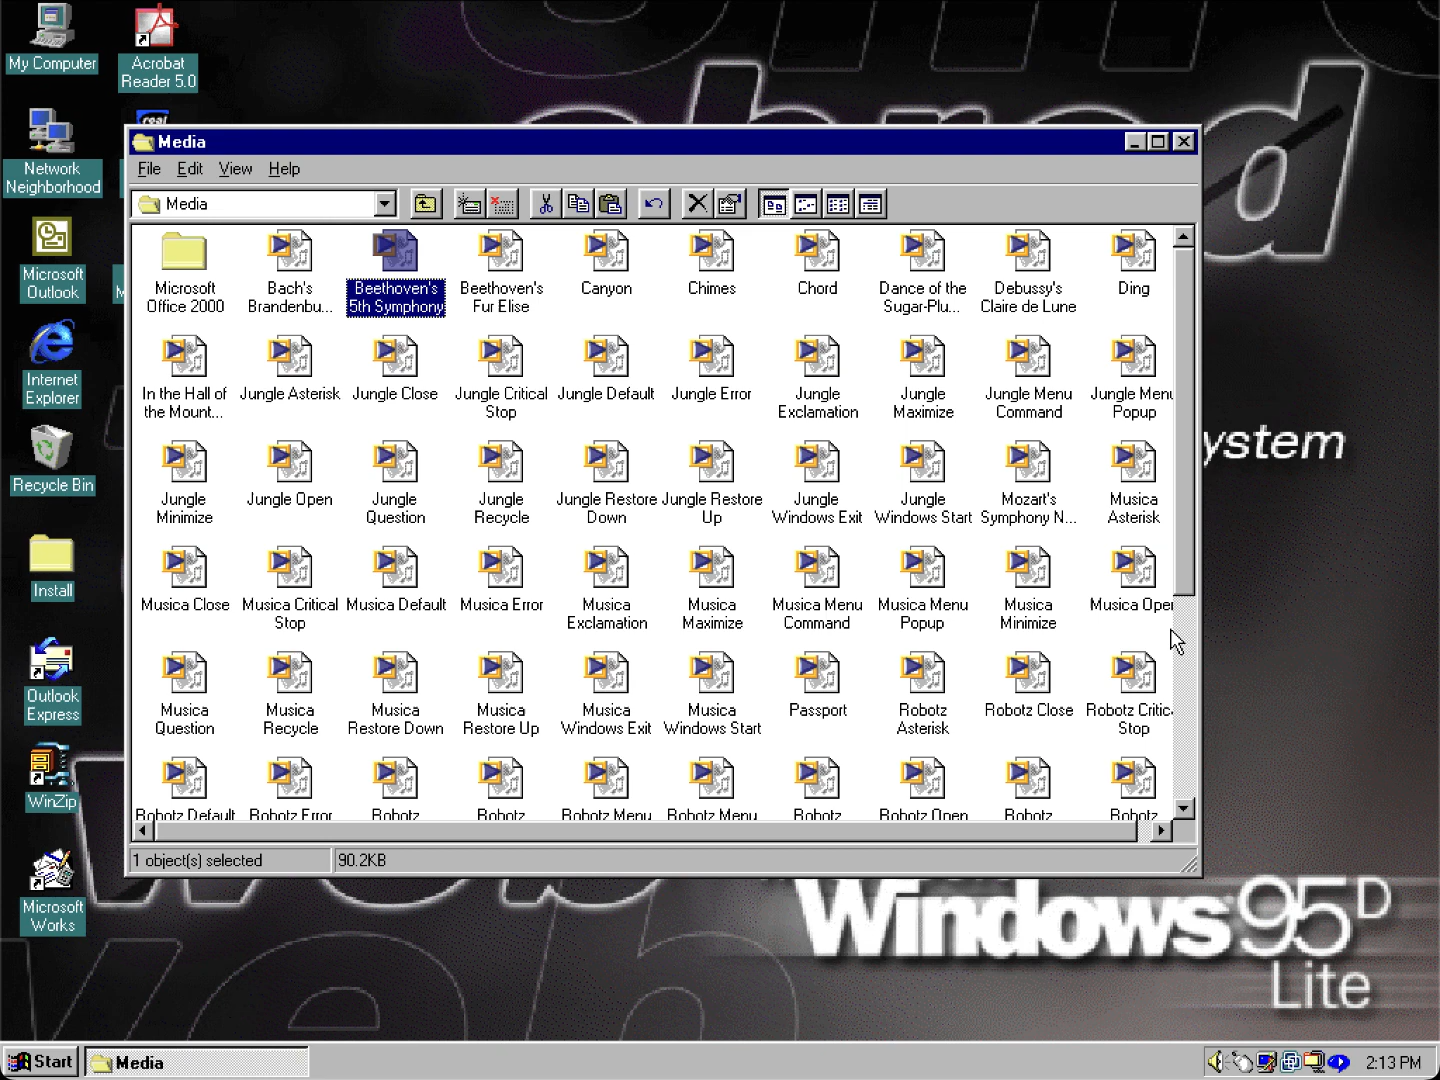 My Computer
Acrobat
Reader 5.0
real
Network
Neighborhood
Microsoft
Outlook
M
Internet
Explorer
Recycle Bin
Install
Outlook
Express
WinZip
Microsoft
Works
Media
File Edit View Help
Media
Microsoft
Office 2000
Bach's
Brandenbu...
Beethoven's
5th Symphony
Beethoven's
Fur Elise
Canyon
Chimes
Chord
Dance of the
Sugar-Plu...
Debussy's
Claire de Lune
Ding
In the Hall of
the Mount...
Jungle Asterisk
Jungle Close
Jungle Critical
Stop
Jungle Default
Jungle Error
Jungle
Exclamation
Jungle
Maximize
Jungle Menu
Command
Jungle Menu
Popup
Jungle
Minimize
Jungle Open
Jungle
Question
Jungle
Recycle
Jungle Restore
Down
Jungle Restore
Up
Jungle
Windows Exit
Jungle
Windows Start
Mozart's
Symphony N...
Musica
Asterisk
Musica Close
Musica Critical
Stop
Musica Default
Musica Error
Musica
Exclamation
Musica
Maximize
Musica Menu
Command
Musica Menu
Popup
Musica
Minimize
Musica Open
Musica
Question
Musica
Recycle
Musica
Restore Down
Musica
Restore Up
Musica
Windows Exit
Musica
Windows Start
Passport
Robotz
Asterisk
Robotz Close
Robotz Critic
Stop
Robotz Default
Robotz Error
Robotz
Robotz
Robotz Menu
Robotz Menu
Robotz
Robotz Open
Robotz
Robotz
1 object(s) selected
90.2KB
ystem
Windows 95 D
Lite
Start
Media
2:13 PM